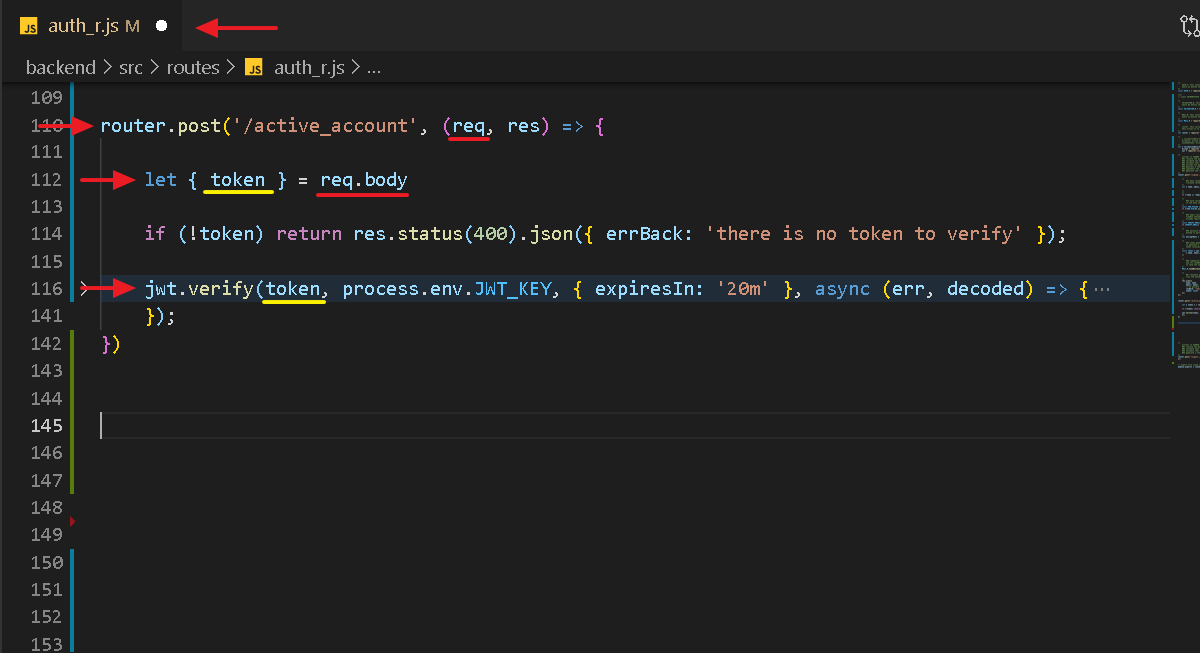 JS auth_r.js M
backend > src > routes > JS auth_r.js > ...
109
110 router.post('/active_account', (req, res) => {
111
112 let { token } = req.body
113
114 if (!token) return res.status(400).json({ errBack: 'there is no token to verify' });
115
116 jwt.verify(token, process.env.JWT_KEY, { expiresIn: '20m' }, async (err, decoded) => { ...
141 });
142 })
143
144
145
146
147
148
149
150
151
152
153